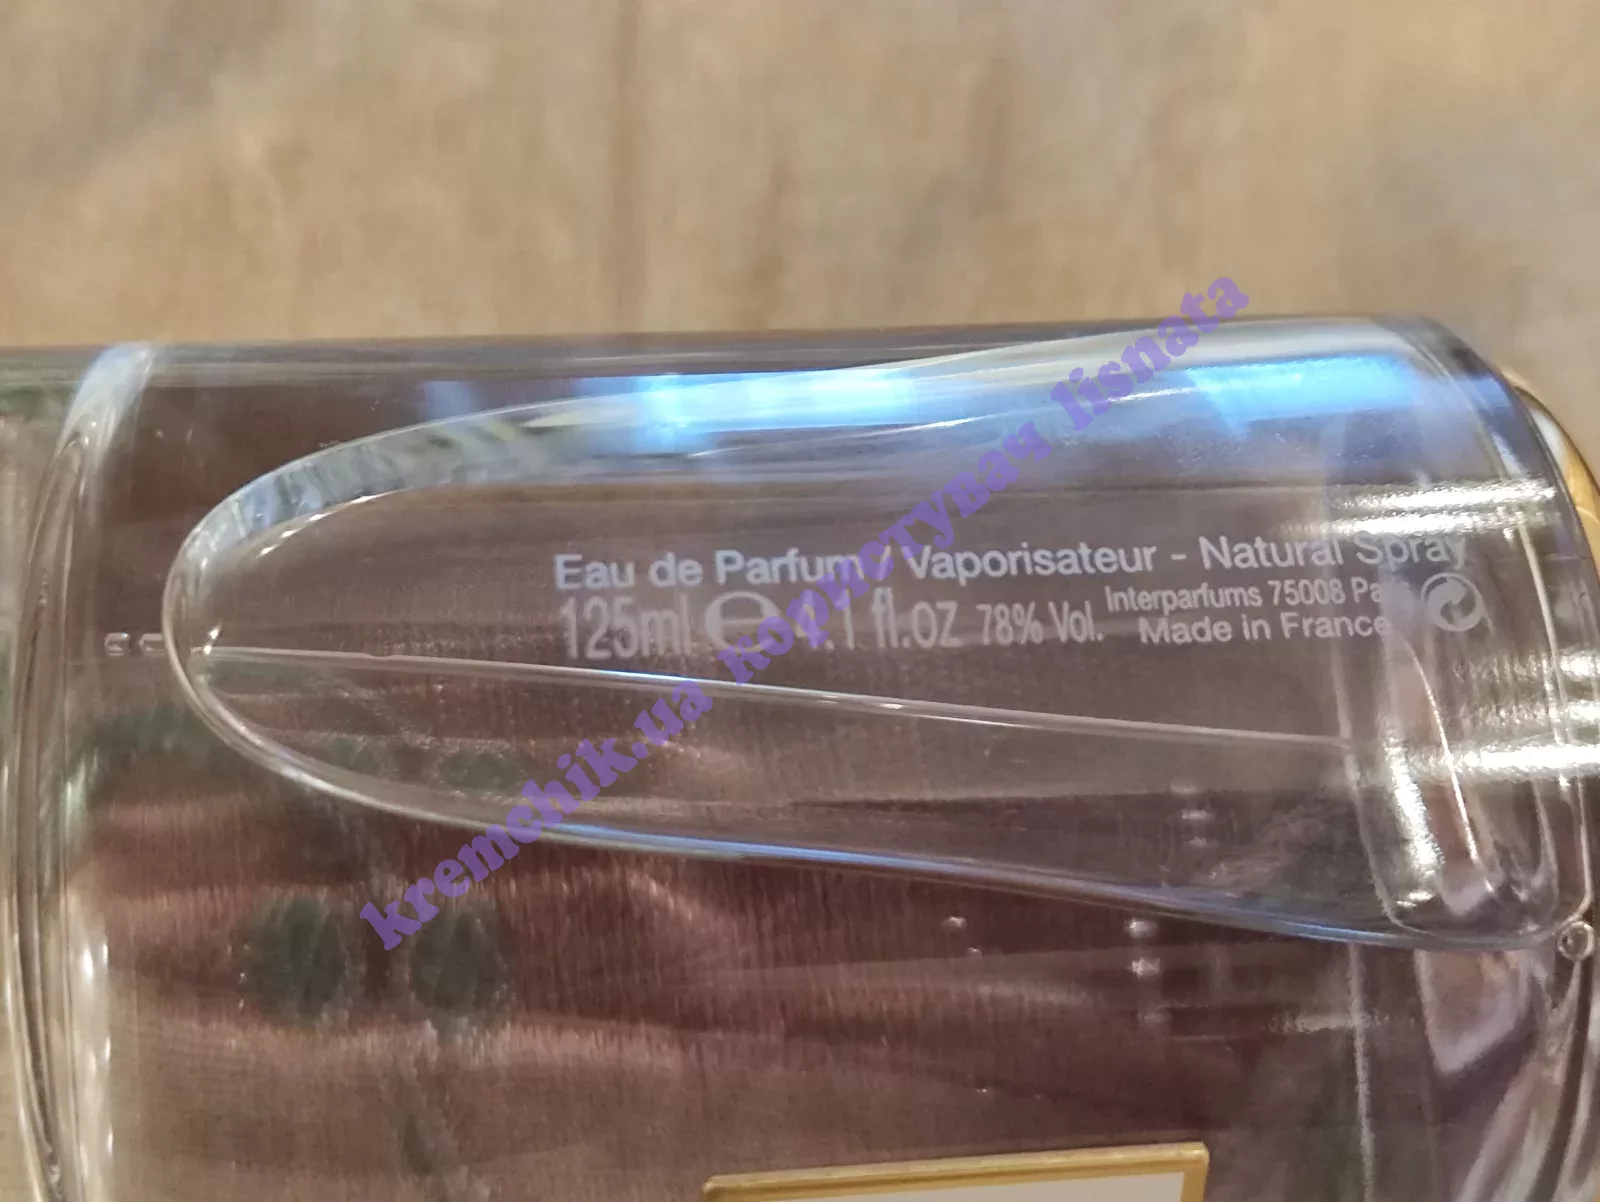 Eau de Parfum / Vaporisateur - Natural Spray
125ml e 4.1 fl.oz 78% Vol. Interparfums 75008
Made in France
kremchik.ua користувач lisnata